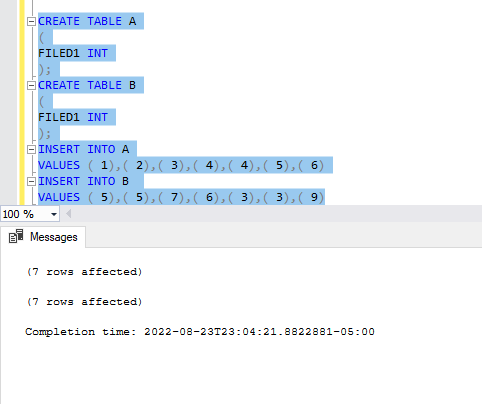 CREATE TABLE A
(
FILED1 INT
);
CREATE TABLE B
(
FILED1 INT
);
INSERT INTO A
VALUES ( 1),( 2),( 3),( 4),( 4),( 5),( 6)
INSERT INTO B
VALUES ( 5),( 5),( 7),( 6),( 3),( 3),( 9)
100 %
Messages
(7 rows affected)
(7 rows affected)
Completion time: 2022-08-23T23:04:21.8822881-05:00